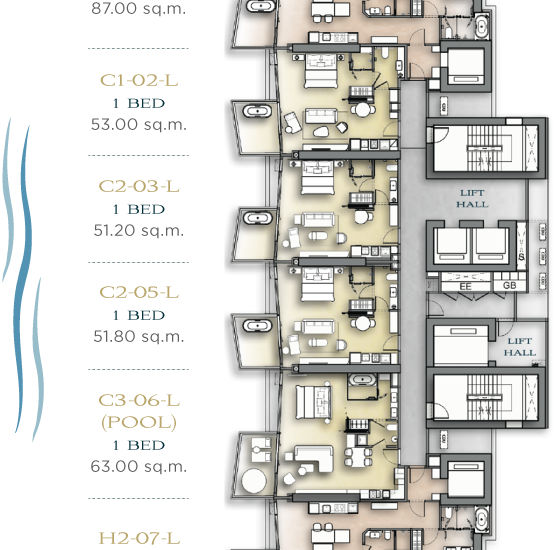 87.00 sq.m.
C1-02-L
1 BED
53.00 sq.m.
C2-03-L
1 BED
51.20 sq.m.
C2-05-L
1 BED
51.80 sq.m.
C3-06-L
(POOL)
1 BED
63.00 sq.m.
H2-07-L
LIFT
HALL
S
EE
GB
LIFT
HALL